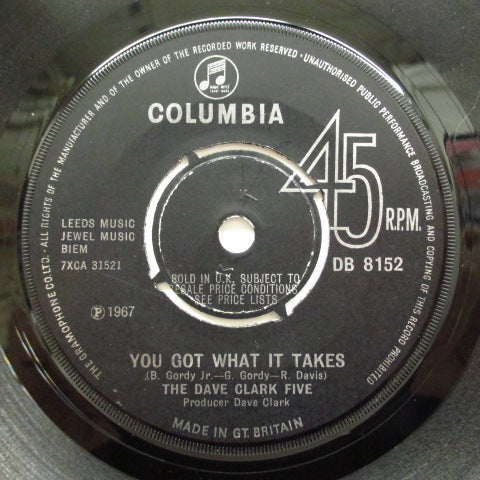 ALL RIGHTS OF THE MANUFACTURER AND OF THE OWNER OF THE RECORDED WORK RESERVED · UNAUTHORISED PUBLIC PERFORMANCE BROADCASTING AND COPYING OF THIS RECORD PROHIBITED
THE GRAMOPHONE CO. LTD.
COLUMBIA
45 R.P.M.
DB 8152
LEEDS MUSIC
JEWEL MUSIC
BIEM
7XCA 31521
SOLD IN U.K. SUBJECT TO
RESALE PRICE CONDITIONS
SEE PRICE LISTS
Ⓟ 1967
YOU GOT WHAT IT TAKES
(B. Gordy Jr.—G. Gordy—R. Davis)
THE DAVE CLARK FIVE
Producer Dave Clark
MADE IN GT. BRITAIN